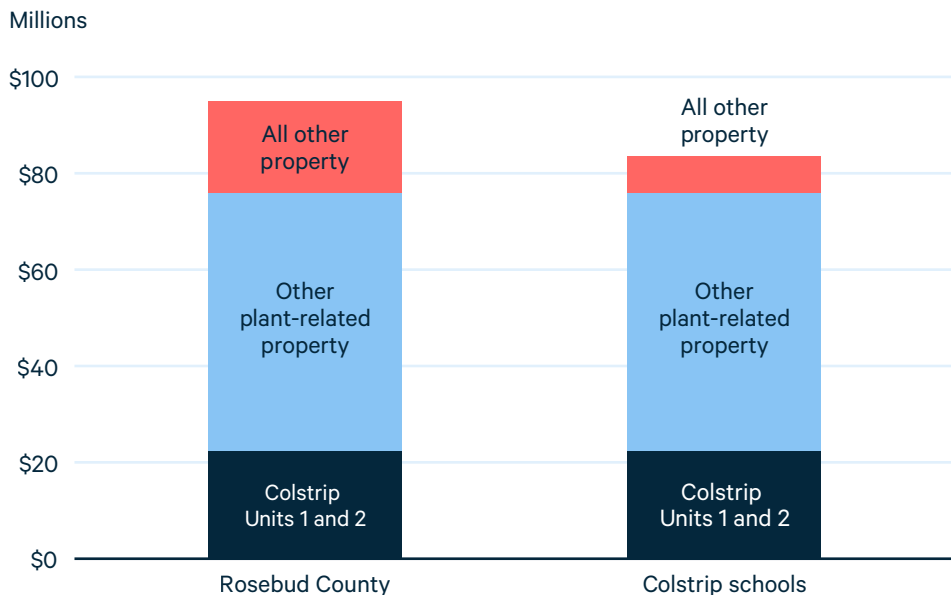 Millions
$100
$80
$60
$40
$20
$0
All other
property
Other
plant-related
property
Colstrip
Units 1 and 2
Rosebud County
All other
property
Other
plant-related
property
Colstrip
Units 1 and 2
Colstrip schools